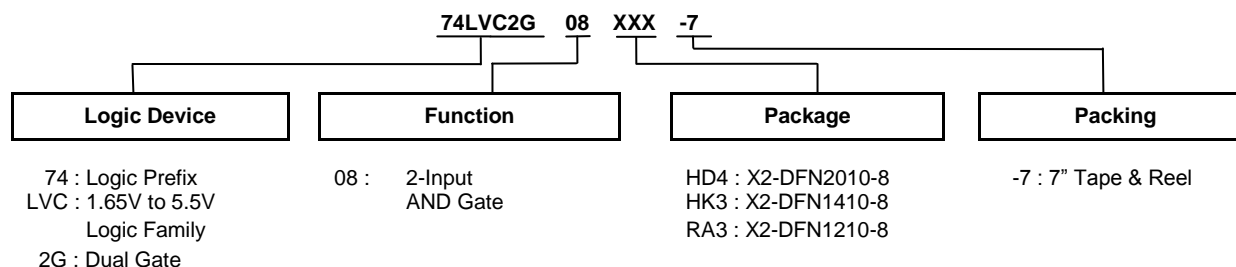 74LVC2G 08 XXX -7
Logic Device Function Package Packing
74 : Logic Prefix 08 : 2-Input HD4 : X2-DFN2010-8 -7 : 7" Tape & Reel
LVC : 1.65V to 5.5V AND Gate HK3 : X2-DFN1410-8
Logic Family RA3 : X2-DFN1210-8
2G : Dual Gate